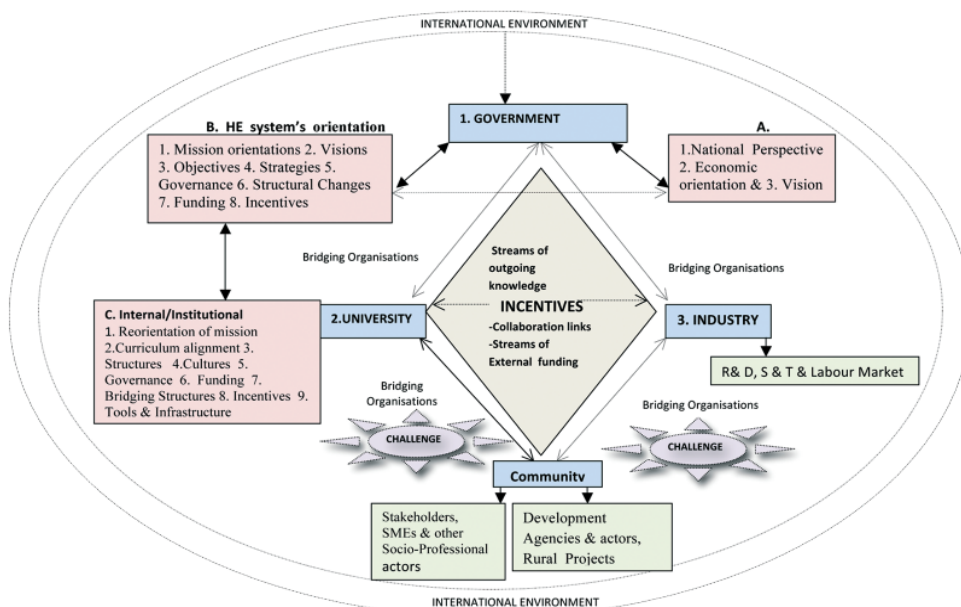 INTERNATIONAL ENVIRONMENT
B. HE system's orientation
1. GOVERNMENT
A.
1. Mission orientations 2. Visions
3. Objectives 4. Strategies 5.
Governance 6. Structural Changes
7. Funding 8. Incentives
1.National Perspective
2. Economic
orientation & 3. Vision
Bridging Organisations
Streams of
outgoing
knowledge
INCENTIVES
-Collaboration links
-Streams of
External funding
Bridging Organisations
C. Internal/Institutional
1. Reorientation of mission
2.Curriculum alignment 3.
Structures 4.Cultures 5.
Governance 6. Funding 7.
Bridging Structures 8. Incentives 9.
Tools & Infrastructure
2.UNIVERSITY
3. INDUSTRY
R& D, S & T & Labour Market
Bridging
Organisations
Bridging Organisations
CHALLENGE
CHALLENGE
Community
Stakeholders,
SMEs & other
Socio-Professional
actors
Development
Agencies & actors,
Rural Projects
INTERNATIONAL ENVIRONMENT